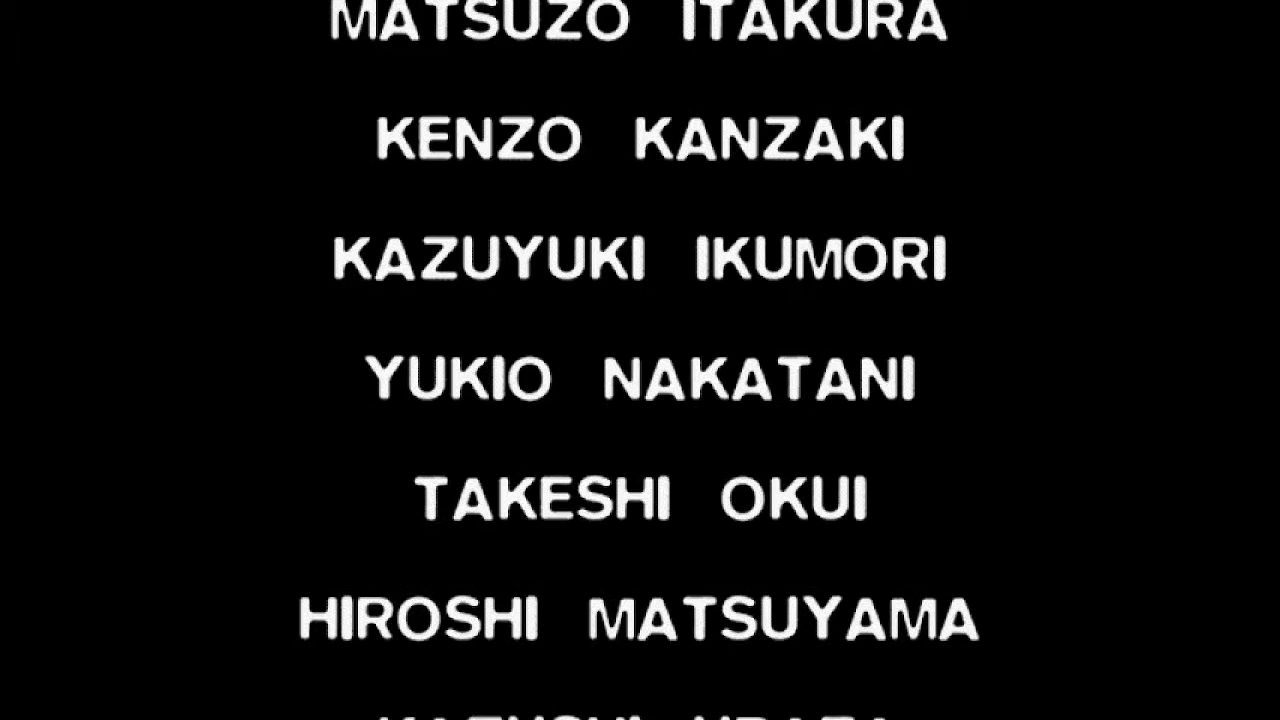 MATSUZO ITAKURA
KENZO KANZAKI
KAZUYUKI IKUMORI
YUKIO NAKATANI
TAKESHI OKUI
HIROSHI MATSUYAMA